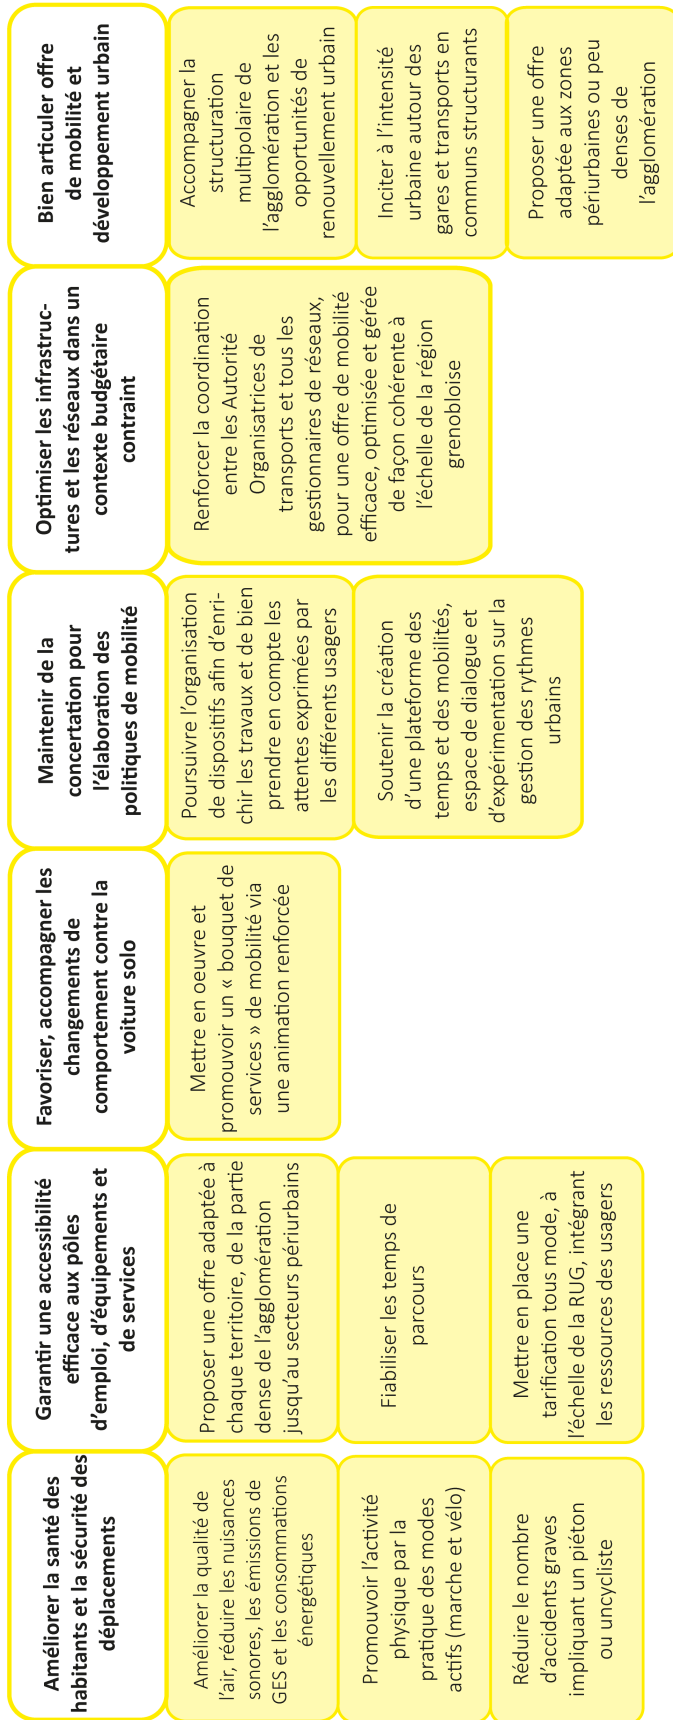 Améliorer la santé des
habitants et la sécurité des
déplacements
Améliorer la qualité de
l'air, réduire les nuisances
sonores, les émissions de
GES et les consommations
énergétiques
Promouvoir l'activité
physique par la
pratique des modes
actifs (marche et vélo)
Réduire le nombre
d'accidents graves
impliquant un piéton
ou uncycliste
Garantir une accessibilité
efficace aux pôles
d'emploi, d'équipements et
de services
Proposer une offre adaptée à
chaque territoire, de la partie
dense de l'agglomération
jusqu'au secteurs périurbains
Fiabiliser les temps de
parcours
Mettre en place une
tarification tous mode, à
l'échelle de la RUG, intégrant
les ressources des usagers
Favoriser, accompagner les
changements de
comportement contre la
voiture solo
Mettre en oeuvre et
promouvoir un « bouquet de
services » de mobilité via
une animation renforcée
Maintenir de la
concertation pour
l'élaboration des
politiques de mobilité
Poursuivre l'organisation
de dispositifs afin d'enri-
chir les travaux et de bien
prendre en compte les
attentes exprimées par
les différents usagers
Soutenir la création
d'une plateforme des
temps et des mobilités,
espace de dialogue et
d'expérimentation sur la
gestion des rythmes
urbains
Optimiser les infrastruc-
tures et les réseaux dans un
contexte budgétaire
contraint
Renforcer la coordination
entre les Autorité
Organisatrices de
transports et tous les
gestionnaires de réseaux,
pour une offre de mobilité
efficace, optimisée et gérée
de façon cohérente à
l'échelle de la région
grenobloise
Bien articuler offre
de mobilité et
développement urbain
Accompagner la
structuration
multipolaire de
l'agglomération et les
opportunités de
renouvellement urbain
Inciter à l'intensité
urbaine autour des
gares et transports en
communs structurants
Proposer une offre
adaptée aux zones
périurbaines ou peu
denses de
l'agglomération